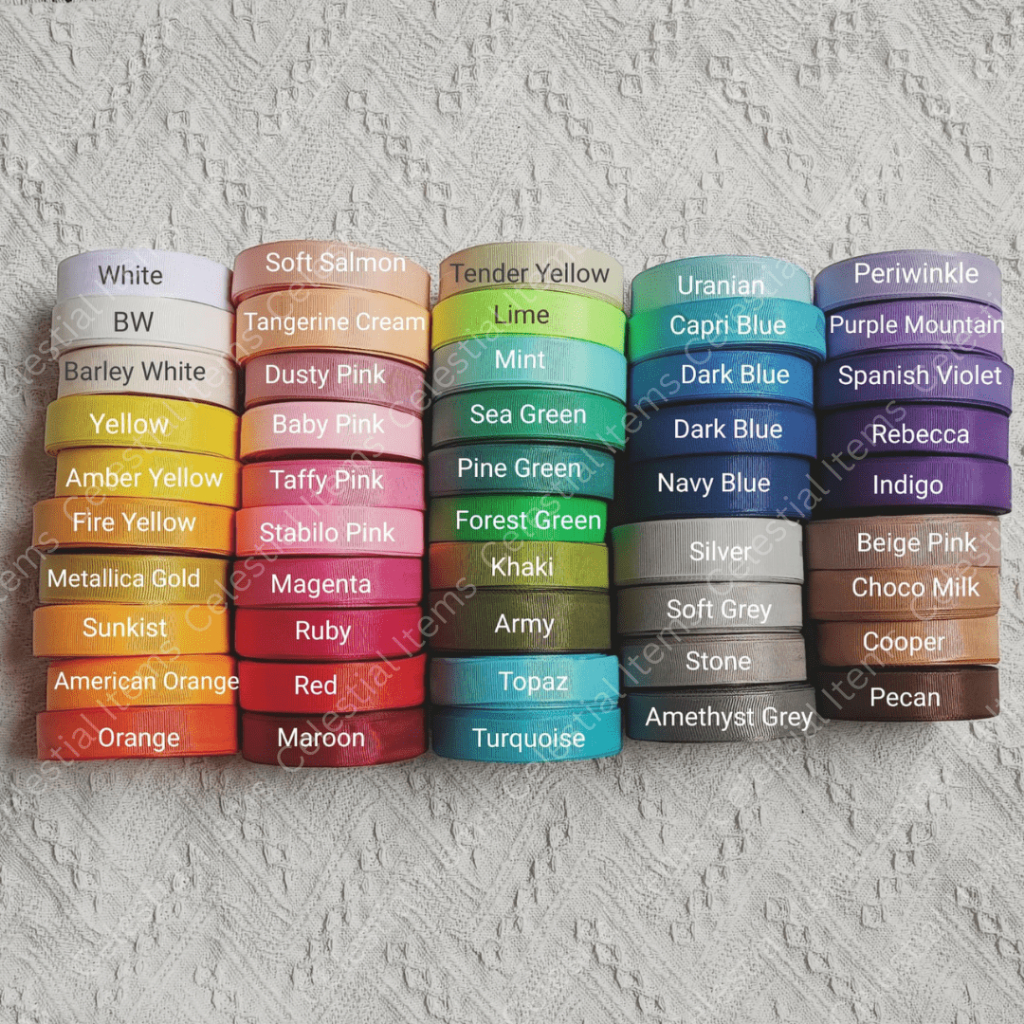 White
BW
Barley White
Yellow
Amber Yellow
Fire Yellow
Metallica Gold
Sunkist
American Orange
Orange
Soft Salmon
Tangerine Cream
Dusty Pink
Baby Pink
Taffy Pink
Stabilo Pink
Magenta
Ruby
Red
Maroon
Tender Yellow
Lime
Mint
Sea Green
Pine Green
Forest Green
Khaki
Army
Topaz
Turquoise
Uranian
Capri Blue
Dark Blue
Dark Blue
Navy Blue
Silver
Soft Grey
Stone
Amethyst Grey
Periwinkle
Purple Mountain
Spanish Violet
Rebecca
Indigo
Beige Pink
Choco Milk
Cooper
Pecan
Celestial Items